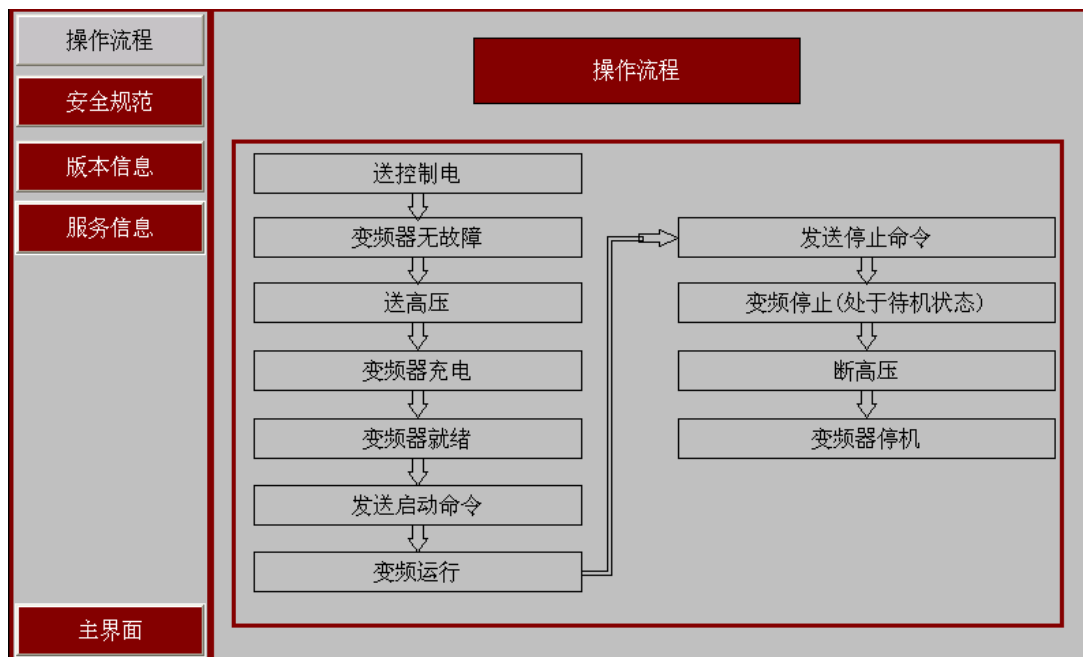 操作流程
安全规范
版本信息
服务信息
主界面
操作流程
送控制电
变频器无故障
送高压
变频器充电
变频器就绪
发送启动命令
变频运行
发送停止命令
变频停止(处于待机状态)
断高压
变频器停机